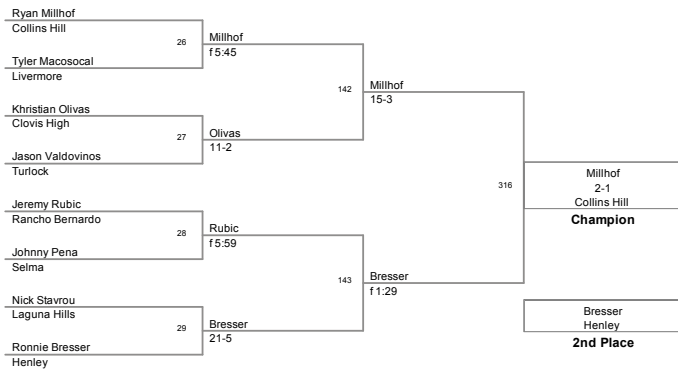 Ryan Millhof
Collins Hill
26
Tyler Macosocal
Livermore
Millhof
f 5:45
Khristian Olivas
Clovis High
27
Jason Valdovinos
Turlock
Olivas
11-2
142
Millhof
15-3
Jeremy Rubic
Rancho Bernardo
28
Johnny Pena
Selma
Rubic
f 5:59
Nick Stavrou
Laguna Hills
29
Ronnie Bresser
Henley
Bresser
21-5
143
Bresser
f 1:29
316
Millhof
2-1
Collins Hill
Champion
Bresser
Henley
2nd Place